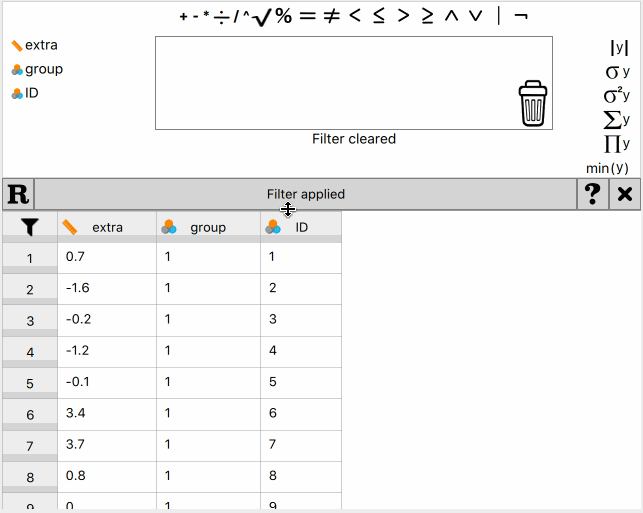 + - * ÷ / ^ √ % = ≠ < ≤ > ≥ ∧ ∨ | ¬
extra
group
ID
|y|
σ y
σ² y
∑ y
∏ y
min(y)
Filter cleared
R Filter applied ? ×
extra group ID
1 0.7 1 1
2 -1.6 1 2
3 -0.2 1 3
4 -1.2 1 4
5 -0.1 1 5
6 3.4 1 6
7 3.7 1 7
8 0.8 1 8
9 0 1 9